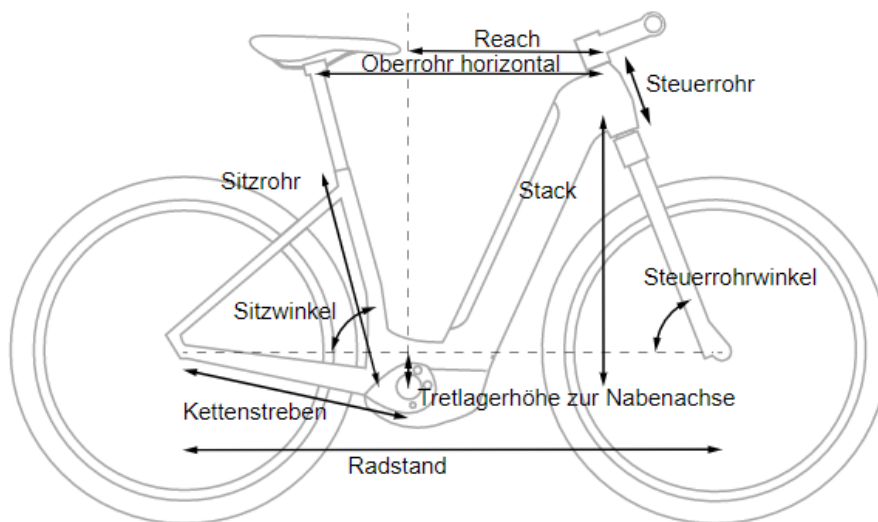 Reach
Oberrohr horizontal
Steuerrohr
Sitzrohr
Stack
Steuerrohrwinkel
Sitzwinkel
Tretlagerhöhe zur Nabenachse
Kettenstreben
Radstand